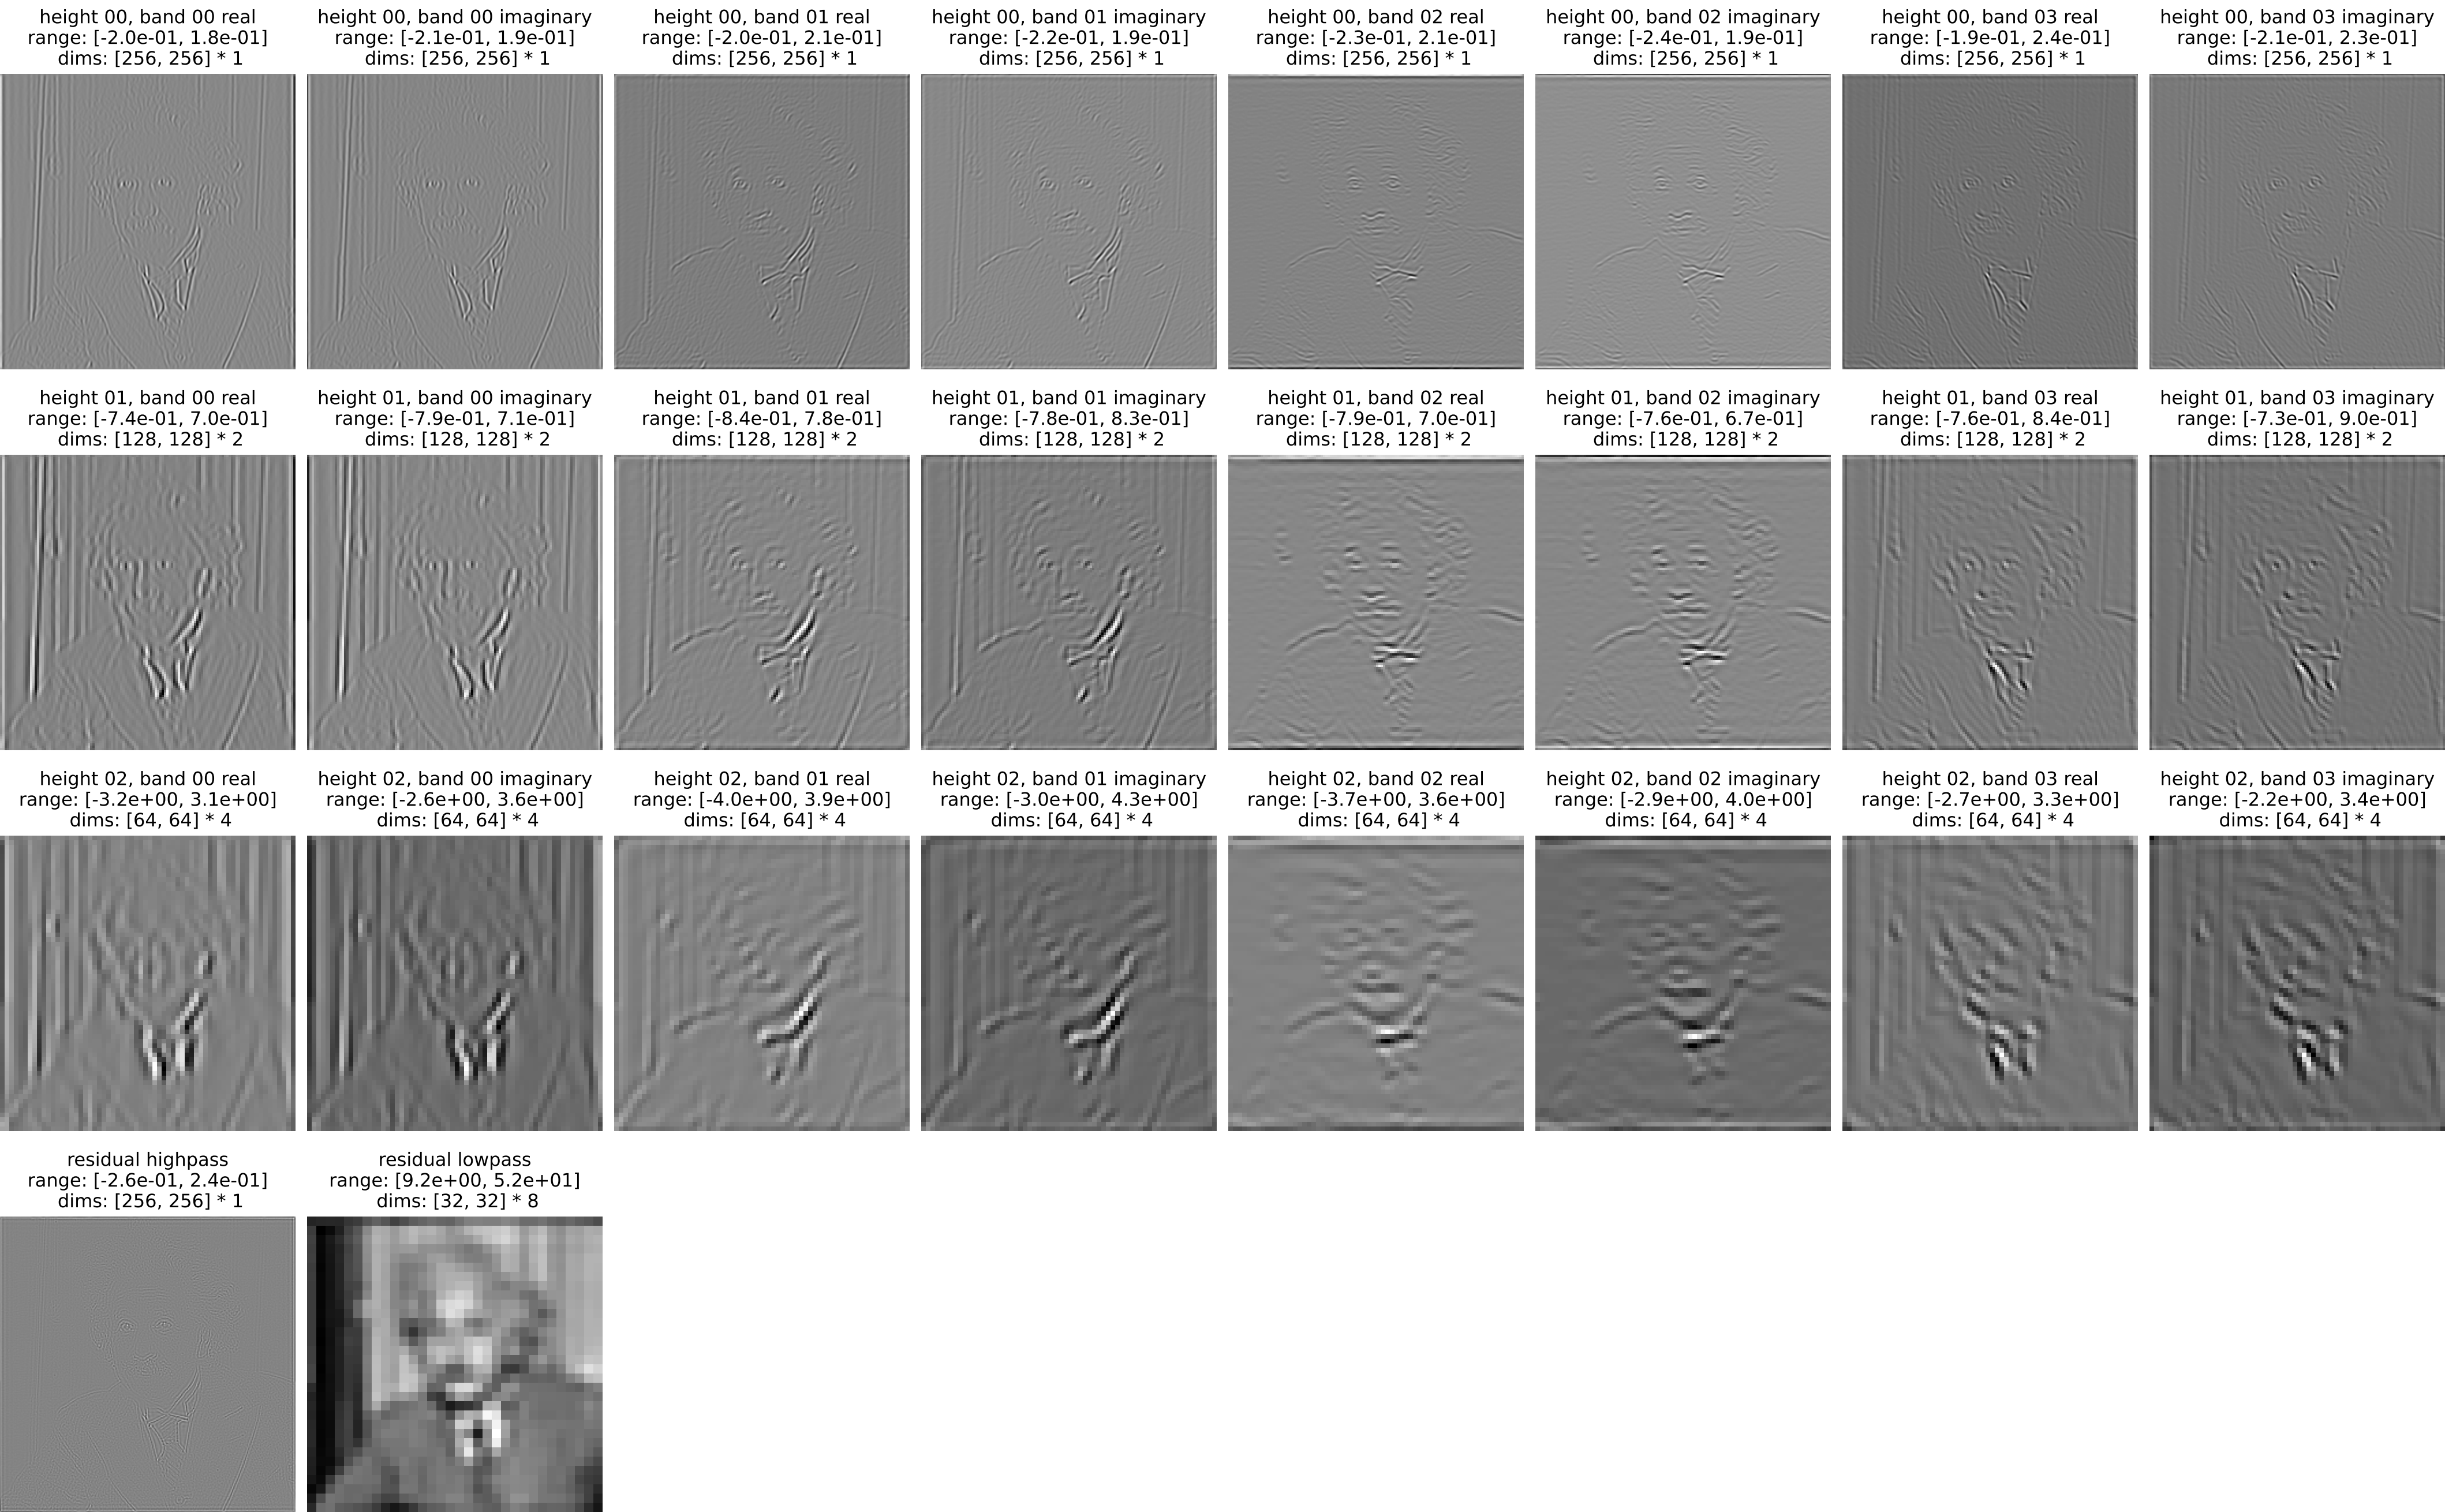 height 00, band 00 real
range: [-2.0e-01, 1.8e-01]
dims: [256, 256] * 1
height 00, band 00 imaginary
range: [-2.1e-01, 1.9e-01]
dims: [256, 256] * 1
height 00, band 01 real
range: [-2.0e-01, 2.1e-01]
dims: [256, 256] * 1
height 00, band 01 imaginary
range: [-2.2e-01, 1.9e-01]
dims: [256, 256] * 1
height 00, band 02 real
range: [-2.3e-01, 2.1e-01]
dims: [256, 256] * 1
height 00, band 02 imaginary
range: [-2.4e-01, 1.9e-01]
dims: [256, 256] * 1
height 00, band 03 real
range: [-1.9e-01, 2.4e-01]
dims: [256, 256] * 1
height 00, band 03 imaginary
range: [-2.1e-01, 2.3e-01]
dims: [256, 256] * 1
height 01, band 00 real
range: [-7.4e-01, 7.0e-01]
dims: [128, 128] * 2
height 01, band 00 imaginary
range: [-7.9e-01, 7.1e-01]
dims: [128, 128] * 2
height 01, band 01 real
range: [-8.4e-01, 7.8e-01]
dims: [128, 128] * 2
height 01, band 01 imaginary
range: [-7.8e-01, 8.3e-01]
dims: [128, 128] * 2
height 01, band 02 real
range: [-7.9e-01, 7.0e-01]
dims: [128, 128] * 2
height 01, band 02 imaginary
range: [-7.6e-01, 6.7e-01]
dims: [128, 128] * 2
height 01, band 03 real
range: [-7.6e-01, 8.4e-01]
dims: [128, 128] * 2
height 01, band 03 imaginary
range: [-7.3e-01, 9.0e-01]
dims: [128, 128] * 2
height 02, band 00 real
range: [-3.2e+00, 3.1e+00]
dims: [64, 64] * 4
height 02, band 00 imaginary
range: [-2.6e+00, 3.6e+00]
dims: [64, 64] * 4
height 02, band 01 real
range: [-4.0e+00, 3.9e+00]
dims: [64, 64] * 4
height 02, band 01 imaginary
range: [-3.0e+00, 4.3e+00]
dims: [64, 64] * 4
height 02, band 02 real
range: [-3.7e+00, 3.6e+00]
dims: [64, 64] * 4
height 02, band 02 imaginary
range: [-2.9e+00, 4.0e+00]
dims: [64, 64] * 4
height 02, band 03 real
range: [-2.7e+00, 3.3e+00]
dims: [64, 64] * 4
height 02, band 03 imaginary
range: [-2.2e+00, 3.4e+00]
dims: [64, 64] * 4
residual highpass
range: [-2.6e-01, 2.4e-01]
dims: [256, 256] * 1
residual lowpass
range: [9.2e+00, 5.2e+01]
dims: [32, 32] * 8